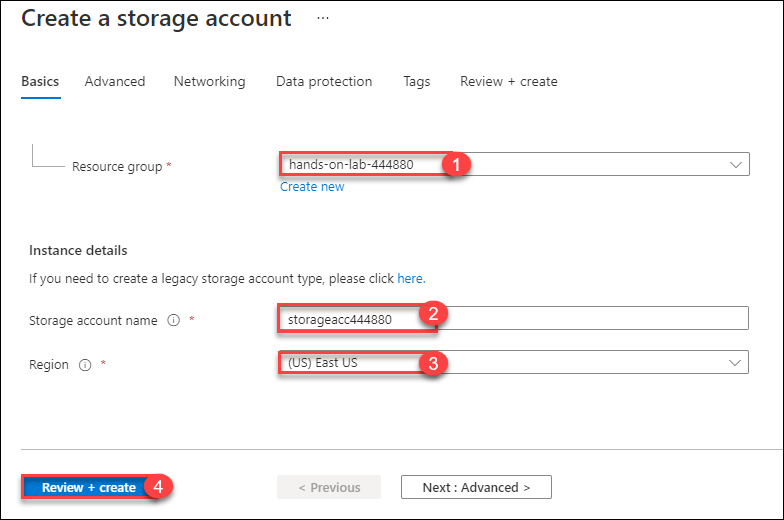 Create a storage account ...
Basics Advanced Networking Data protection Tags Review + create
Resource group * hands-on-lab-444880 1
Create new
Instance details
If you need to create a legacy storage account type, please click here.
Storage account name * storageacc444880 2
Region * (US) East US 3
Review + create 4 < Previous Next : Advanced >